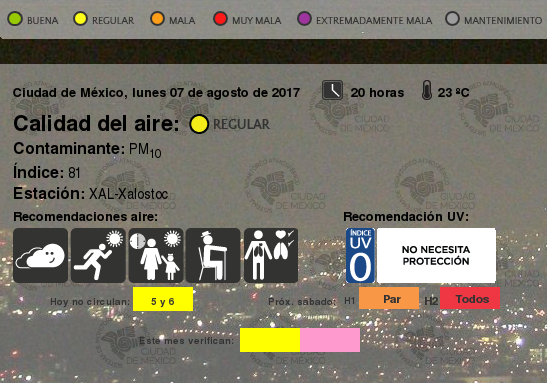 BUENA REGULAR MALA MUY MALA EXTREMADAMENTE MALA MANTENIMIENTO
Ciudad de México, lunes 07 de agosto de 2017 20 horas 23 ºC
Calidad del aire: REGULAR
Contaminante: PM10
Índice: 81
Estación: XAL-Xalostoc
Recomendaciones aire: Recomendación UV:
ÍNDICE
UV
0
NO NECESITA
PROTECCIÓN
Hoy no circulan: 5 y 6 Próx. sábado: H1 Par H2 Todos
Este mes verifican:
CIUDAD
DE MÉXICO